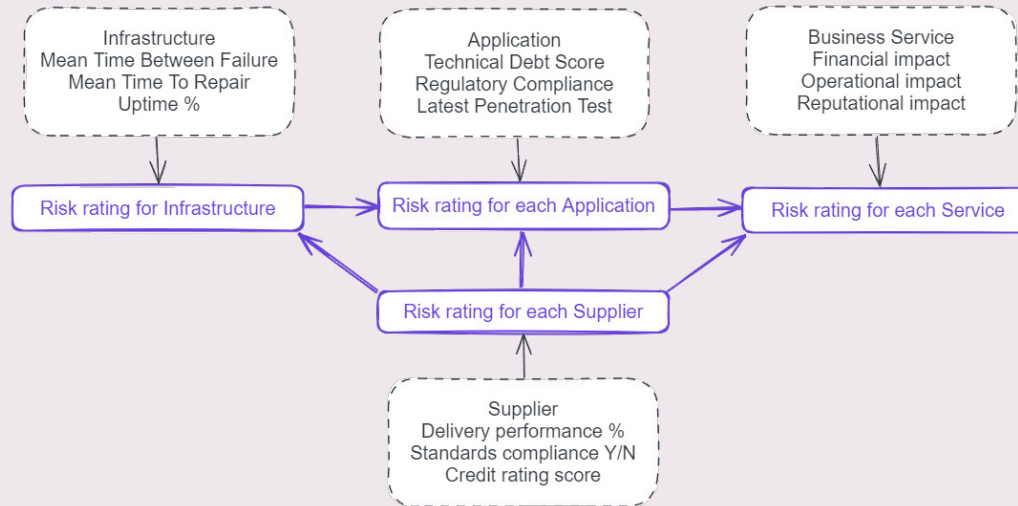 Infrastructure
Mean Time Between Failure
Mean Time To Repair
Uptime %
Application
Technical Debt Score
Regulatory Compliance
Latest Penetration Test
Business Service
Financial impact
Operational impact
Reputational impact
Risk rating for Infrastructure
Risk rating for each Application
Risk rating for each Service
Risk rating for each Supplier
Supplier
Delivery performance %
Standards compliance Y/N
Credit rating score